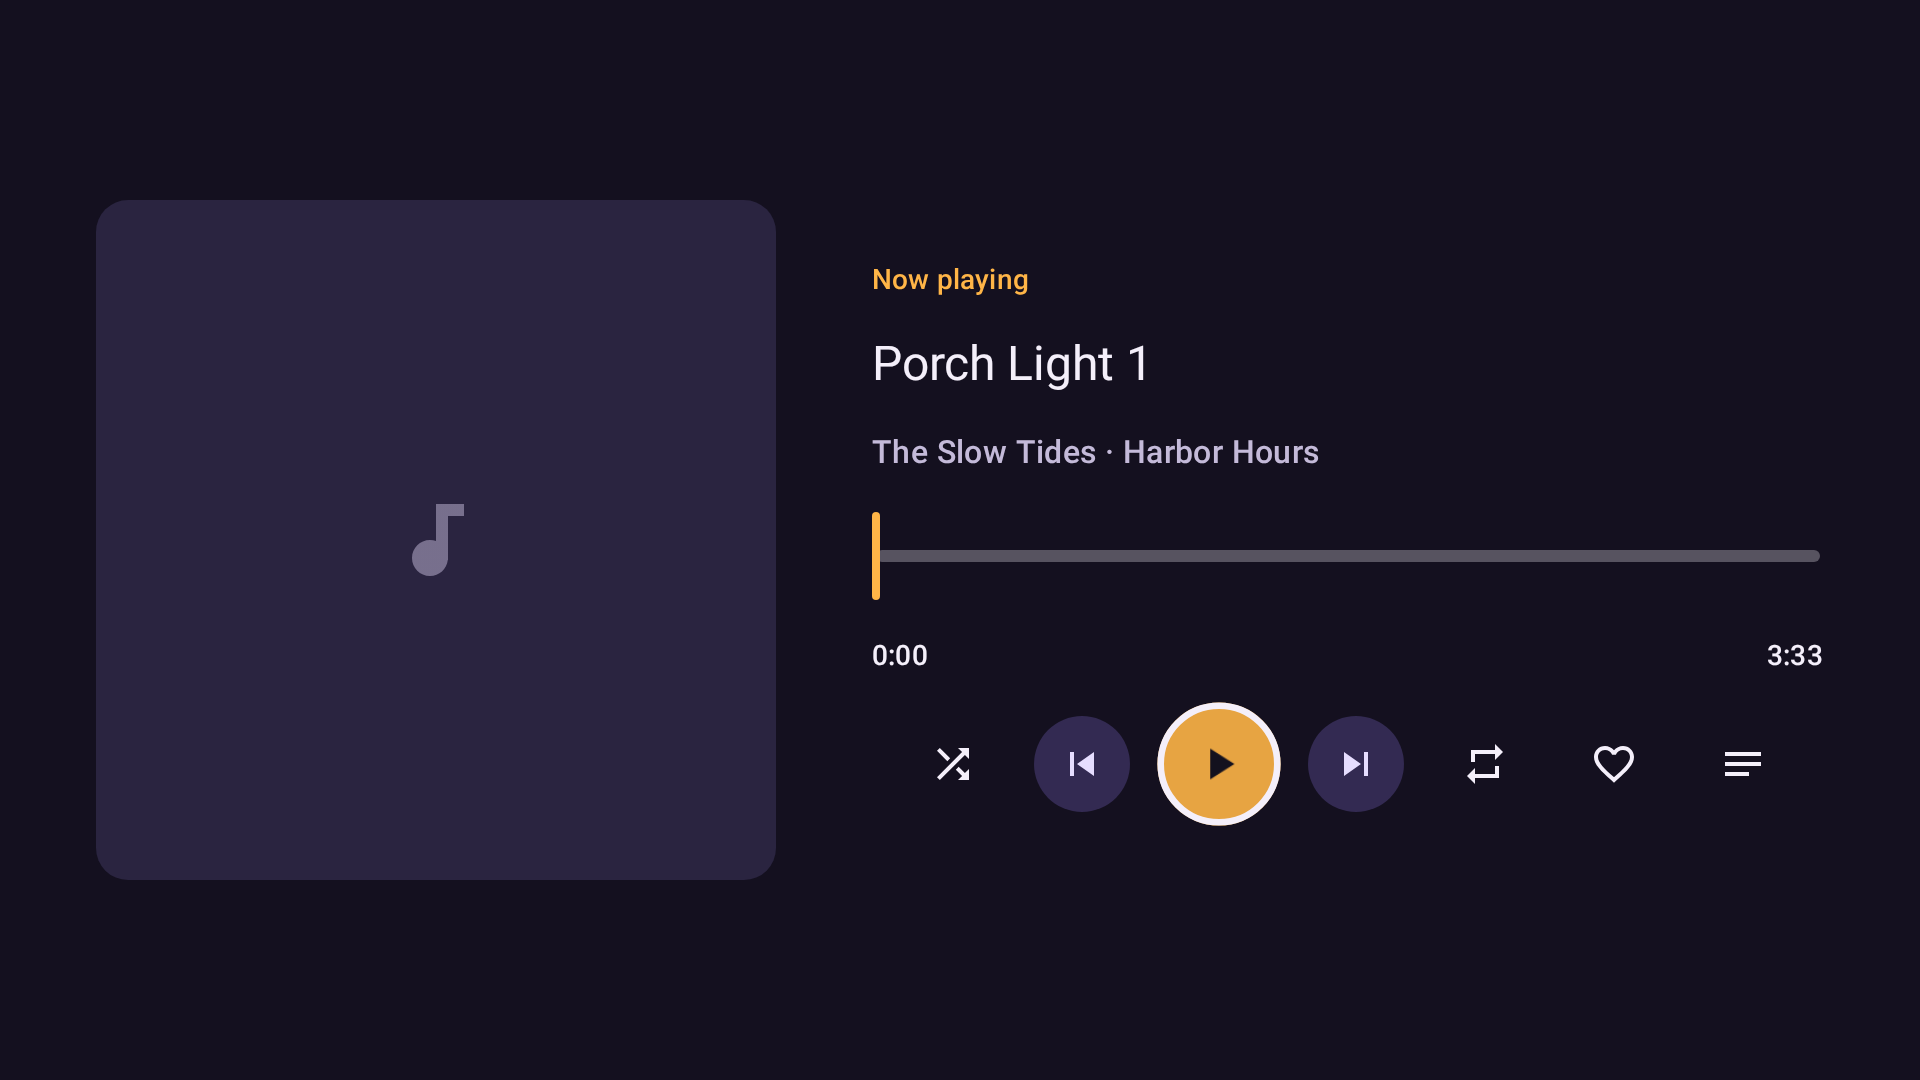 Now playing
Porch Light 1
The Slow Tides · Harbor Hours
0:00
3:33